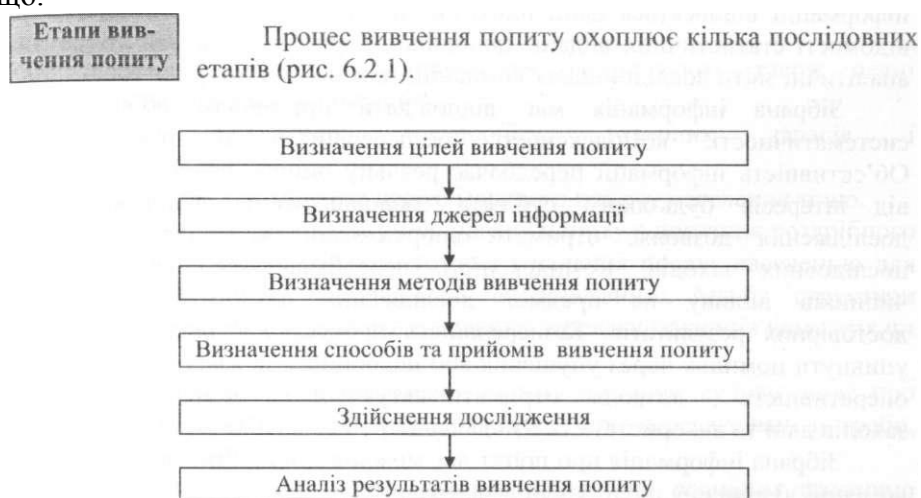 що:
Етапи вив-
чення попиту
Процес вивчення попиту охоплює кілька послідовних
етапів (рис. 6.2.1).
Визначення цілей вивчення попиту
Визначення джерел інформації
Визначення методів вивчення попиту
Визначення способів та прийомів вивчення попиту
Здійснення дослідження
Аналіз результатів вивчення попиту